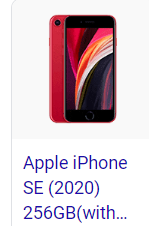 Apple iPhone
SE (2020)
256GB(with...